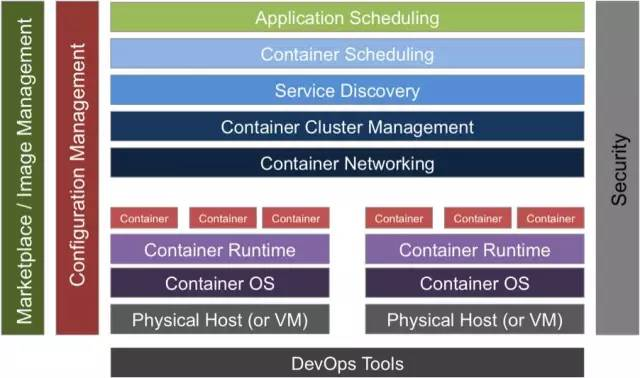 Marketplace / Image Management
Configuration Management
Application Scheduling
Container Scheduling
Service Discovery
Container Cluster Management
Container Networking
Container Container Container
Container Runtime
Container OS
Physical Host (or VM)
Container Container Container
Container Runtime
Container OS
Physical Host (or VM)
DevOps Tools
Security